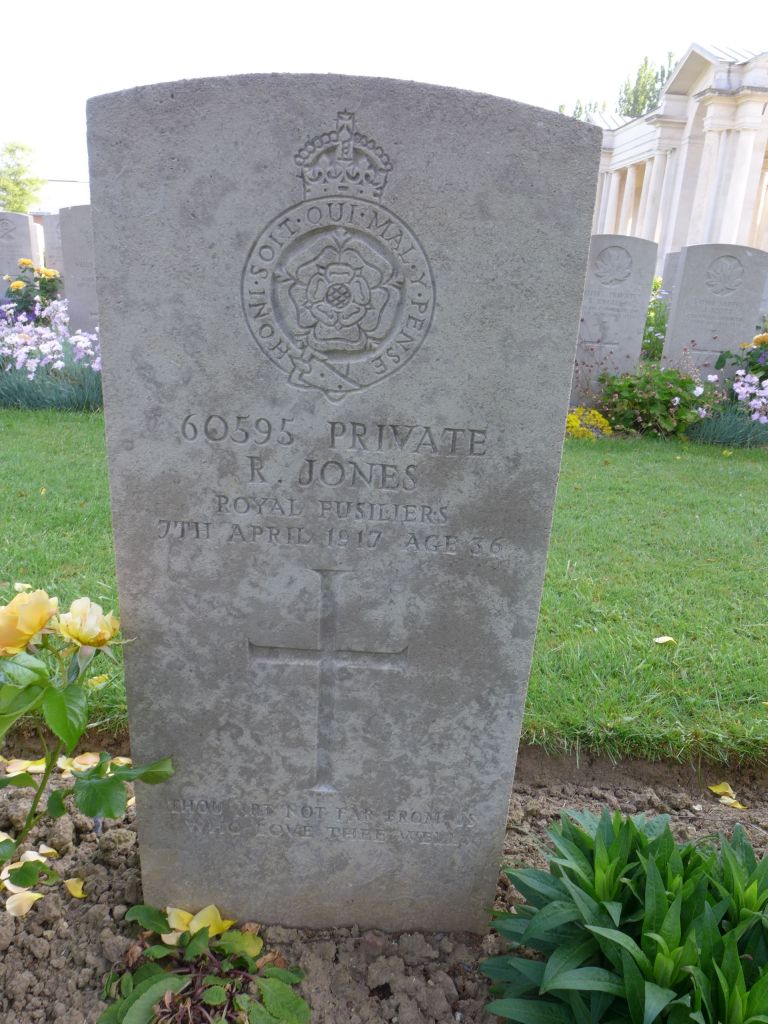 HONI·SOIT·QUI·MAL·Y·PENSE
60595 PRIVATE
R. JONES
ROYAL FUSILIERS
7TH APRIL 1917 AGE 36
THOU ART NOT FAR FROM US
WHO LOVE THEE WELL